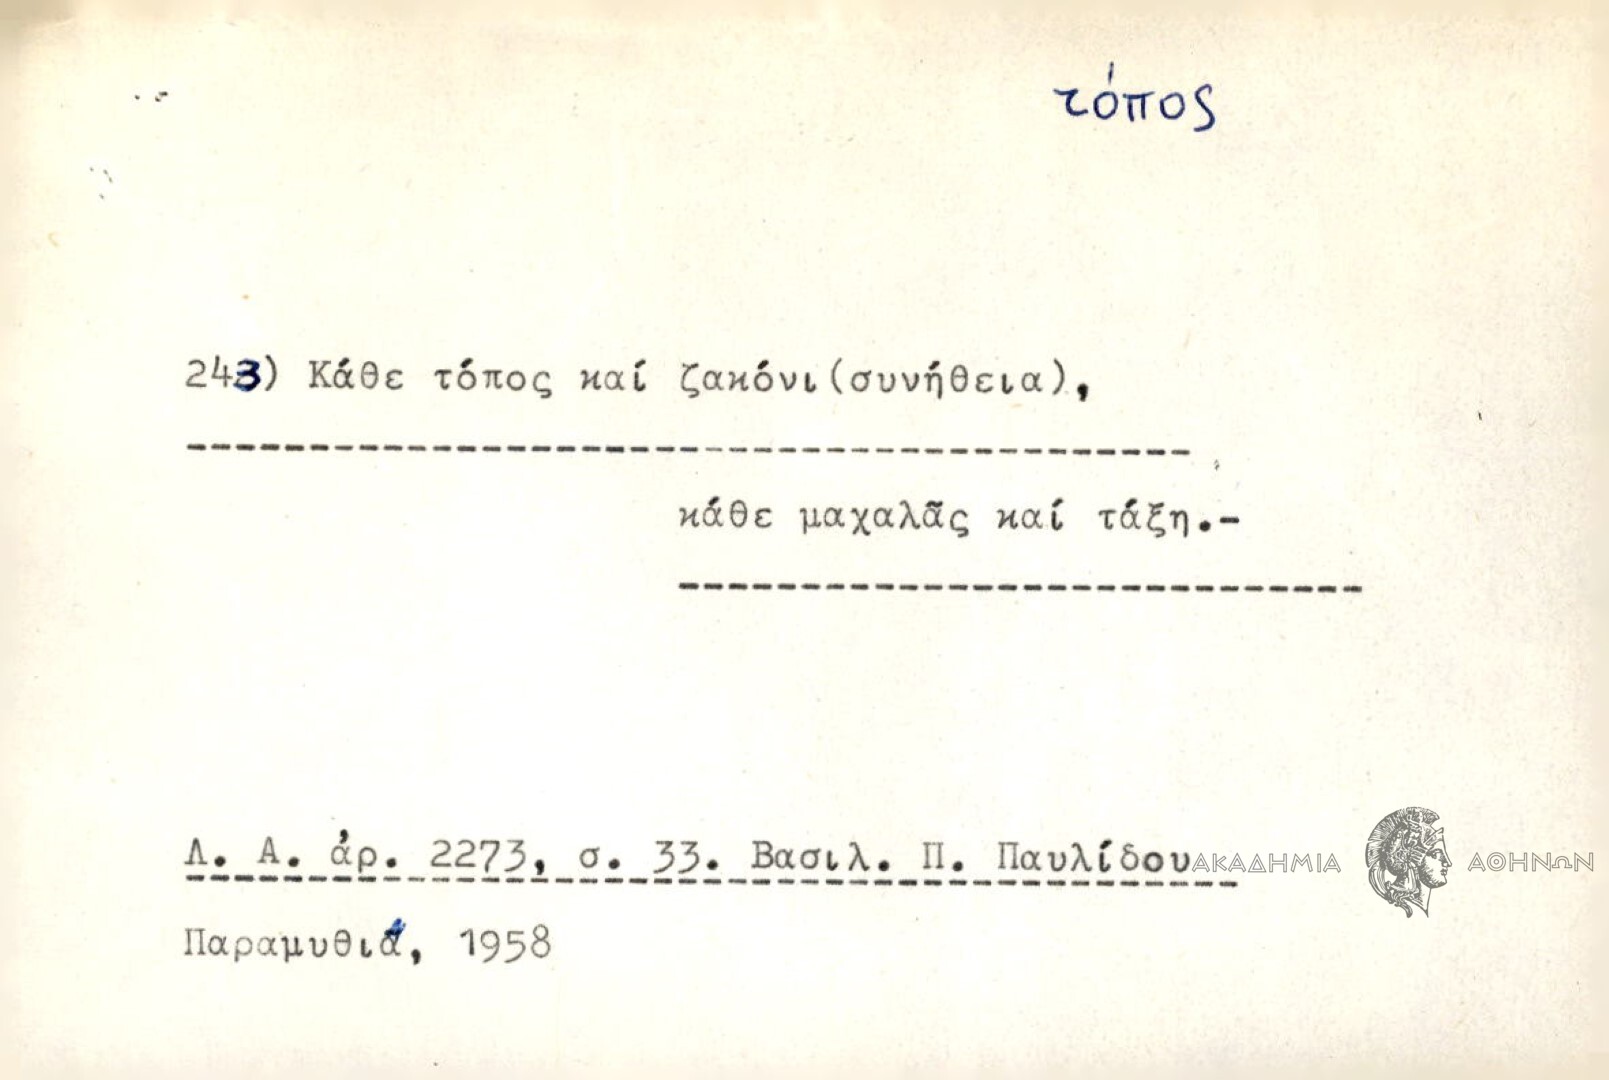 τόπος
243) Κάθε τόπος καί ζακόνι(συνήθεια),
κάθε μαχαλᾶς καί τάξη.-
Λ. Α. ἀρ. 2273, σ. 33. Βασιλ. Π. Παυλίδου
ΑΚΑΔΗΜΙΑ ΑΘΗΝΩΝ
Παραμυθιά, 1958